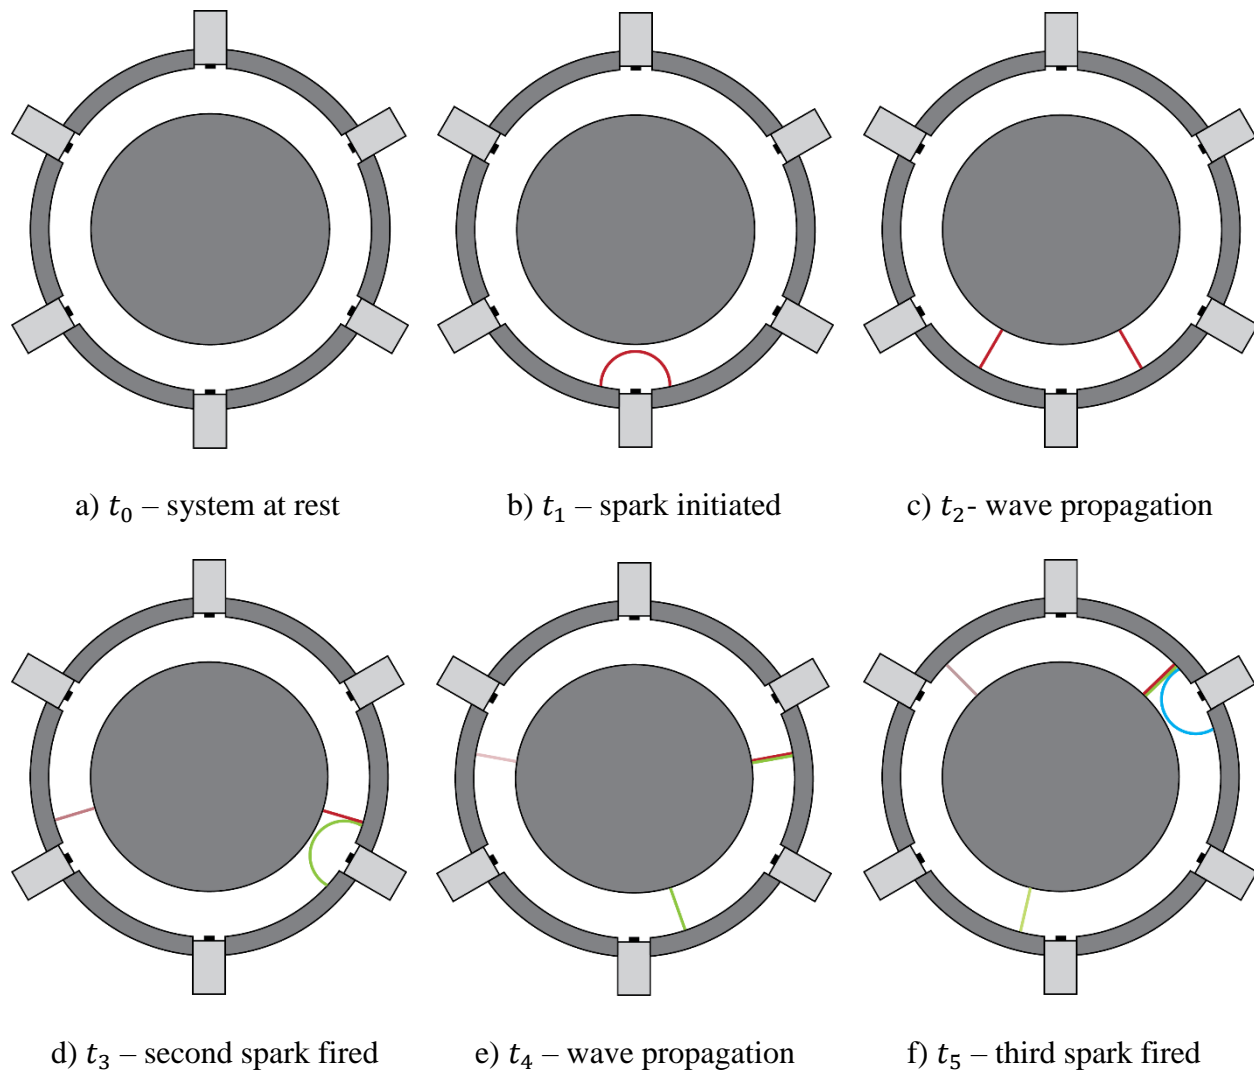 a) t₀ – system at rest
b) t₁ – spark initiated
c) t₂- wave propagation
d) t₃ – second spark fired
e) t₄ – wave propagation
f) t₅ – third spark fired